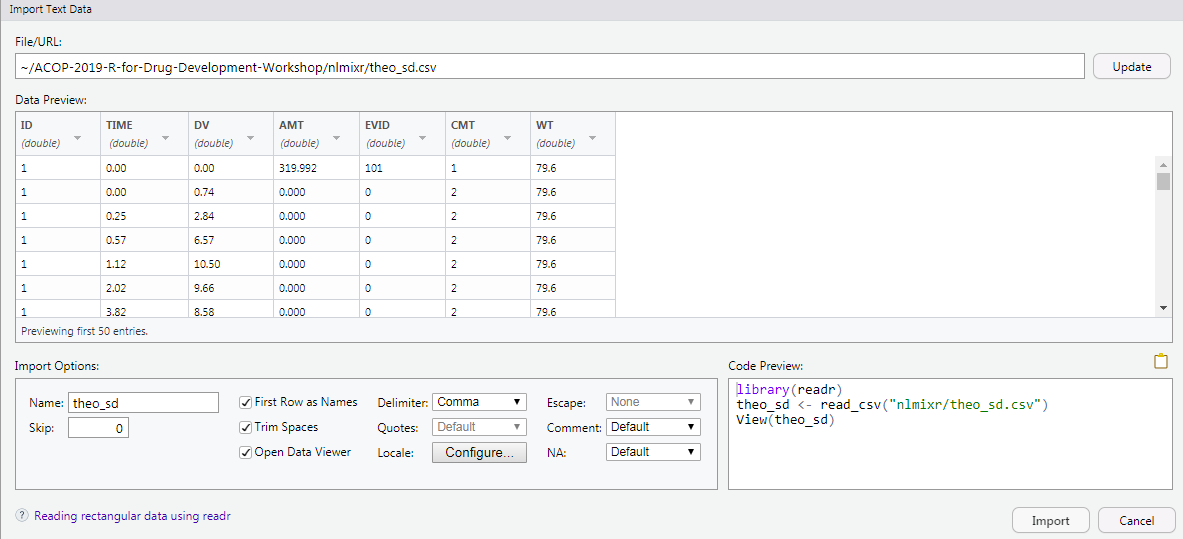 Import Text Data
File/URL:
~/ACOP-2019-R-for-Drug-Development-Workshop/nlmixr/theo_sd.csv Update
Data Preview:
ID TIME DV AMT EVID CMT WT
(double) (double) (double) (double) (double) (double) (double)
1 0.00 0.00 319.992 101 1 79.6
1 0.00 0.74 0.000 0 2 79.6
1 0.25 2.84 0.000 0 2 79.6
1 0.57 6.57 0.000 0 2 79.6
1 1.12 10.50 0.000 0 2 79.6
1 2.02 9.66 0.000 0 2 79.6
1 3.82 8.58 0.000 0 2 79.6
Previewing first 50 entries.
Import Options:
Name: theo_sd First Row as Names Delimiter: Comma Escape: None
Skip: 0 Trim Spaces Quotes: Default Comment: Default
Open Data Viewer Locale: Configure... NA: Default
Code Preview:
library(readr)
theo_sd <- read_csv("nlmixr/theo_sd.csv")
View(theo_sd)
? Reading rectangular data using readr
Import Cancel